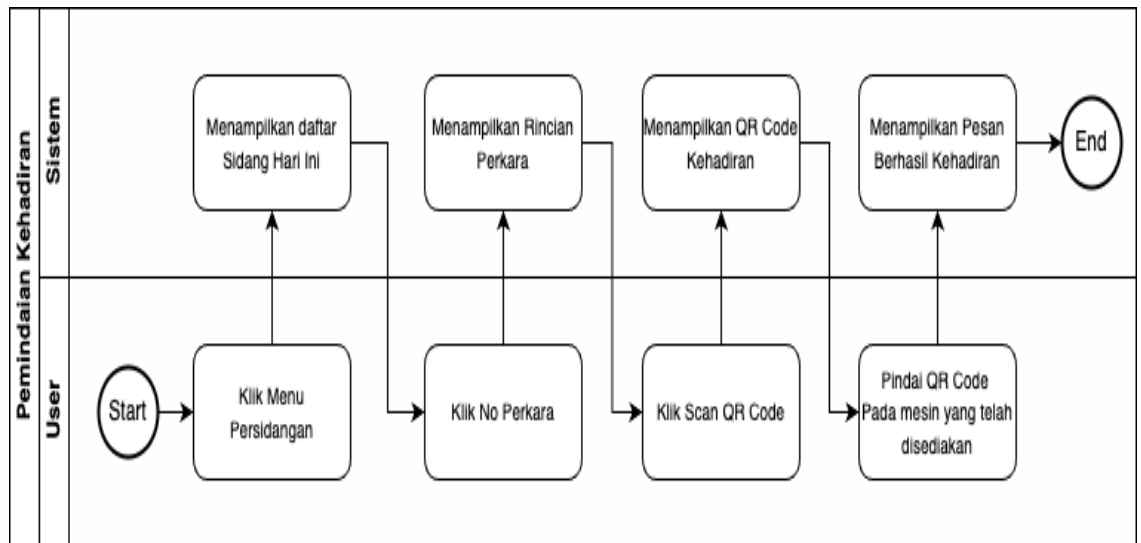 Pemindaian Kehadiran
Sistem
Menampilkan daftar
Sidang Hari Ini
Menampilkan Rincian
Perkara
Menampilkan QR Code
Kehadiran
Menampilkan Pesan
Berhasil Kehadiran
End
User
Start
Klik Menu
Persidangan
Klik No Perkara
Klik Scan QR Code
Pindai QR Code
Pada mesin yang telah
disediakan